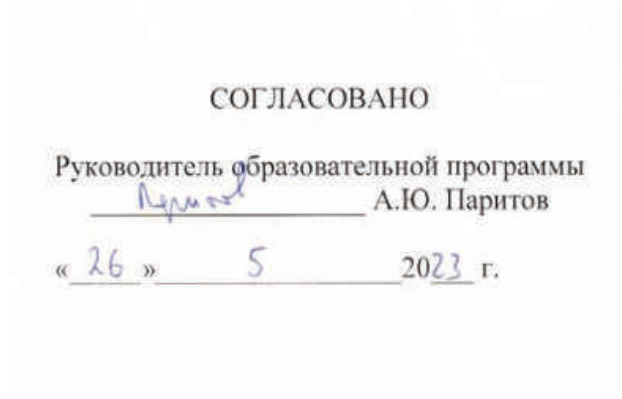 СОГЛАСОВАНО
Руководитель образовательной программы
А.Ю. Паритов
« 26 » 5 2023 г.